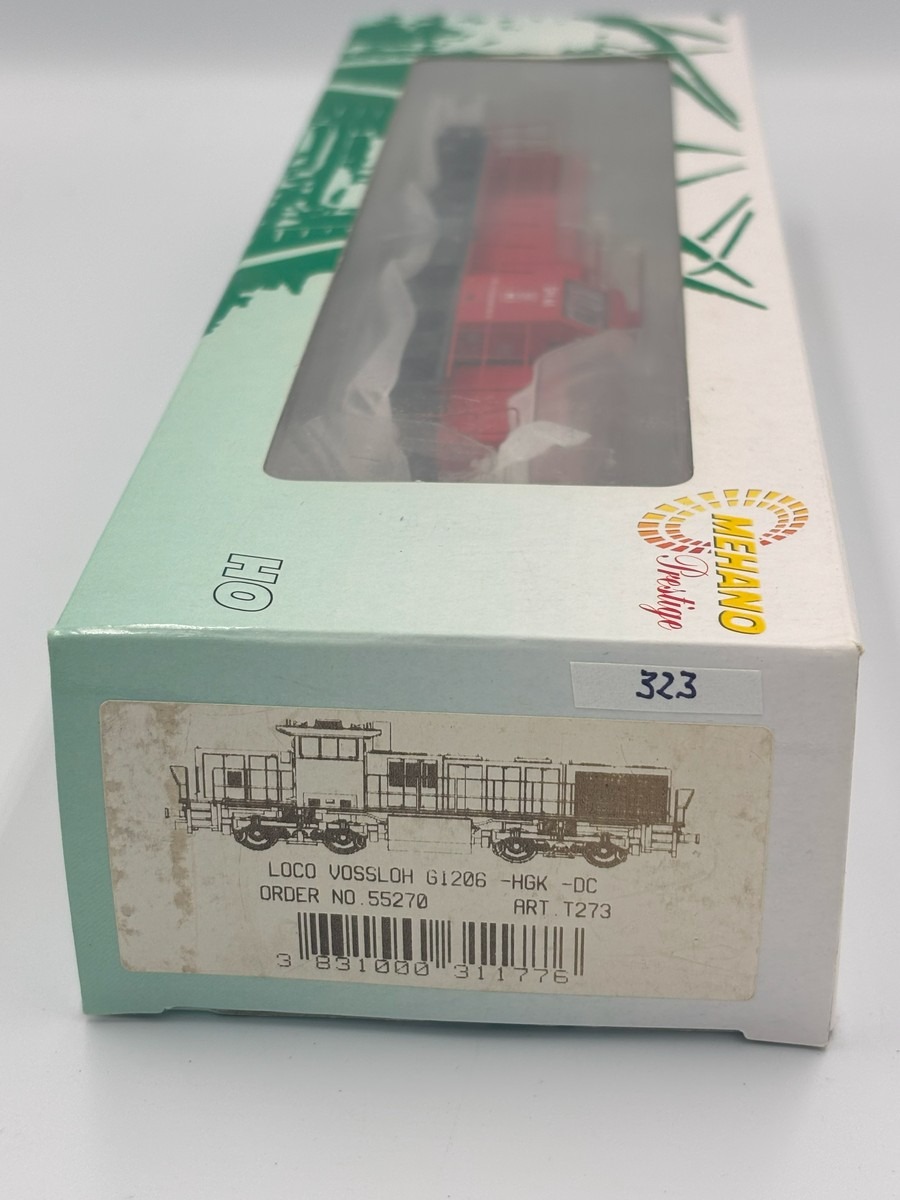 HO
MEHANO
Prestige
323
LOCO VOSSLOH G1206 -HGK -DC
ORDER NO.55270 ART.T273
3 831000 311776